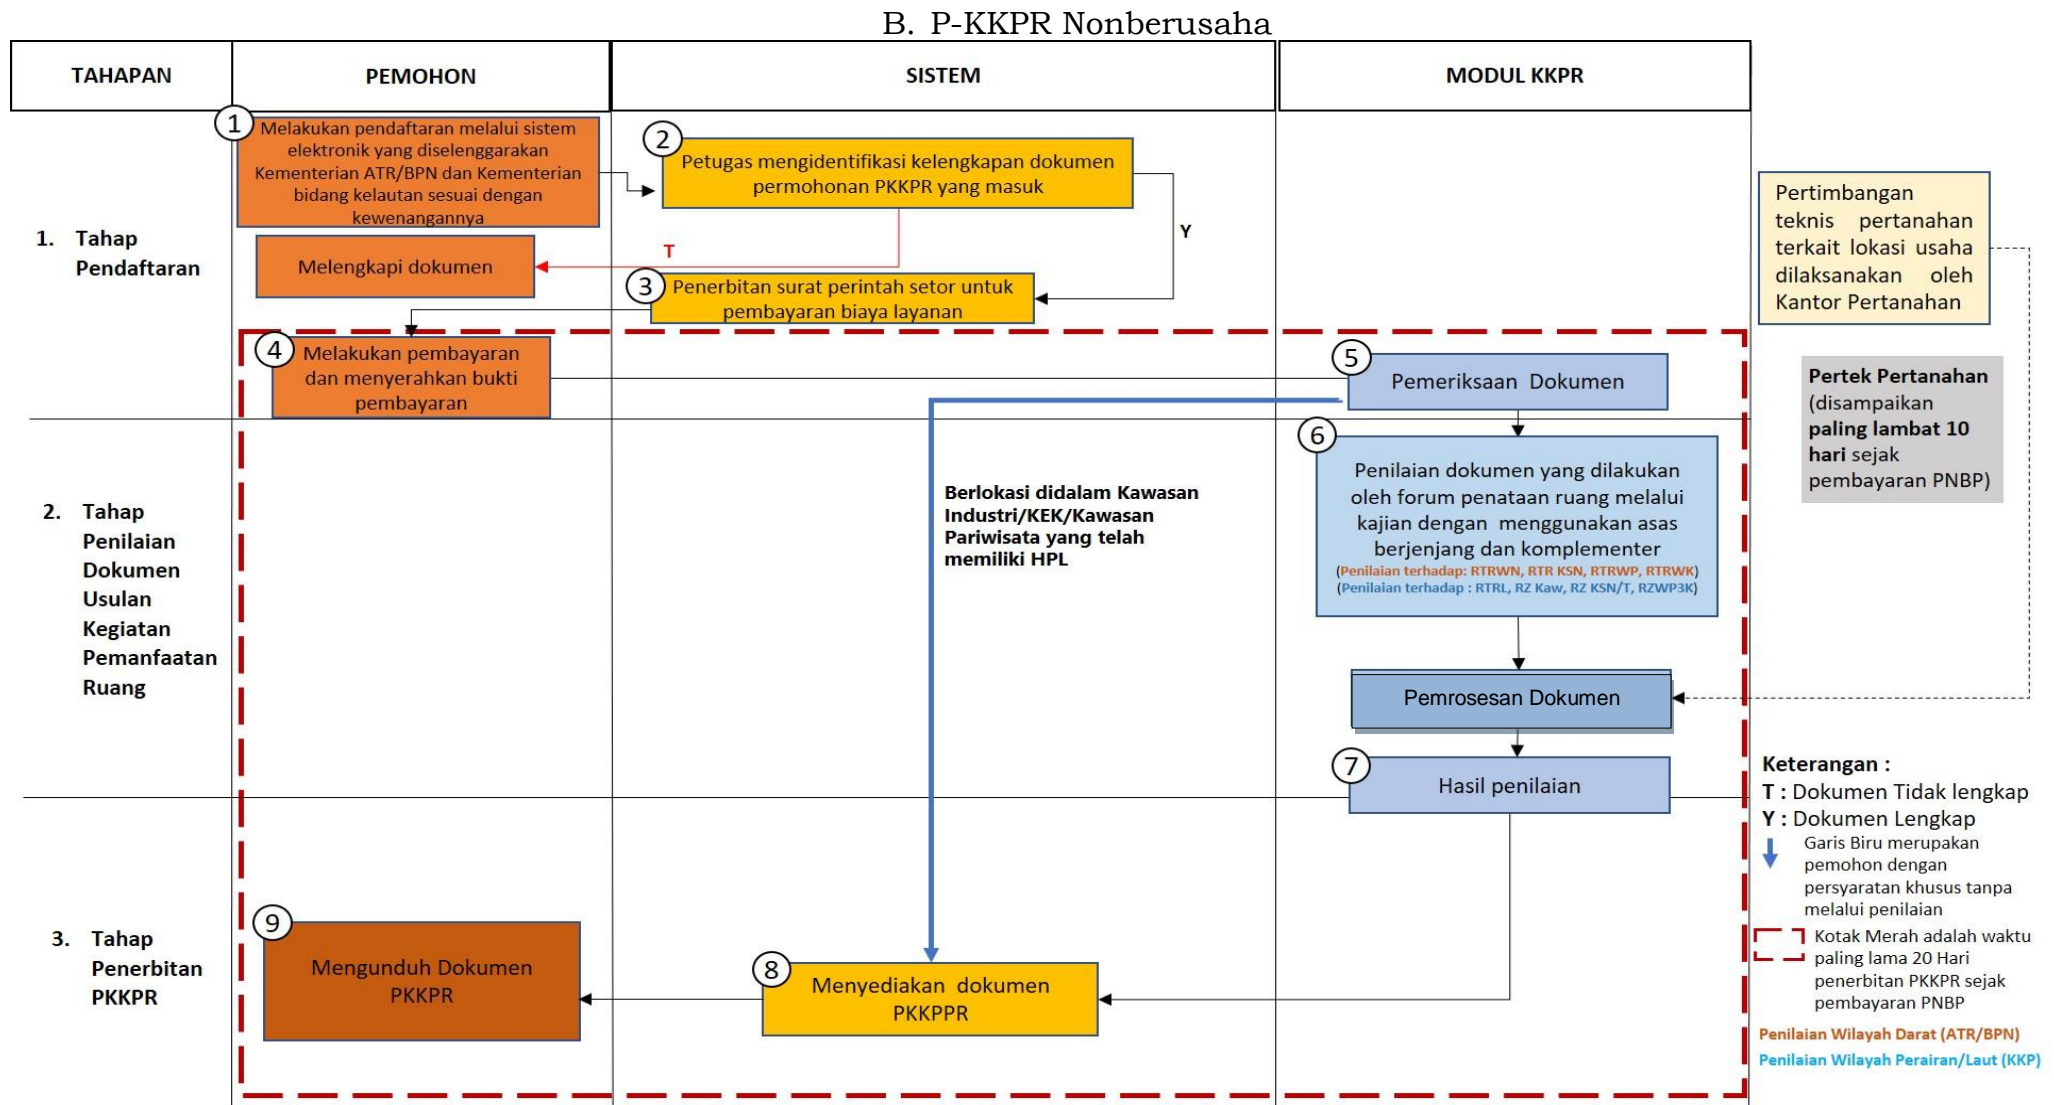 B. P-KKPR Nonberusaha
TAHAPAN
PEMOHON
SISTEM
MODUL KKPR
1. Tahap
Pendaftaran
1
Melakukan pendaftaran melalui sistem
elektronik yang diselenggarakan
Kementerian ATR/BPN dan Kementerian
bidang kelautan sesuai dengan
kewenangannya
2
Petugas mengidentifikasi kelengkapan dokumen
permohonan PKKPR yang masuk
Y
T
Melengkapi dokumen
3
Penerbitan surat perintah setor untuk
pembayaran biaya layanan
4
Melakukan pembayaran
dan menyerahkan bukti
pembayaran
5
Pemeriksaan Dokumen
2. Tahap
Penilaian
Dokumen
Usulan
Kegiatan
Pemanfaatan
Ruang
Berlokasi didalam Kawasan
Industri/KEK/Kawasan
Pariwisata yang telah
memiliki HPL
6
Penilaian dokumen yang dilakukan
oleh forum penataan ruang melalui
kajian dengan menggunakan asas
berjenjang dan komplementer
(Penilaian terhadap: RTRWN, RTR KSN, RTRWP, RTRWK)
(Penilaian terhadap : RTRL, RZ Kaw, RZ KSN/T, RZWP3K)
Pemrosesan Dokumen
7
Hasil penilaian
3. Tahap
Penerbitan
PKKPR
9
Mengunduh Dokumen
PKKPR
8
Menyediakan dokumen
PKKPPR
Pertimbangan
teknis pertanahan
terkait lokasi usaha
dilaksanakan oleh
Kantor Pertanahan
Pertek Pertanahan
(disampaikan
paling lambat 10
hari sejak
pembayaran PNBP)
Keterangan :
T : Dokumen Tidak lengkap
Y : Dokumen Lengkap
Garis Biru merupakan
pemohon dengan
persyaratan khusus tanpa
melalui penilaian
Kotak Merah adalah waktu
paling lama 20 Hari
penerbitan PKKPR sejak
pembayaran PNBP
Penilaian Wilayah Darat (ATR/BPN)
Penilaian Wilayah Perairan/Laut (KKP)